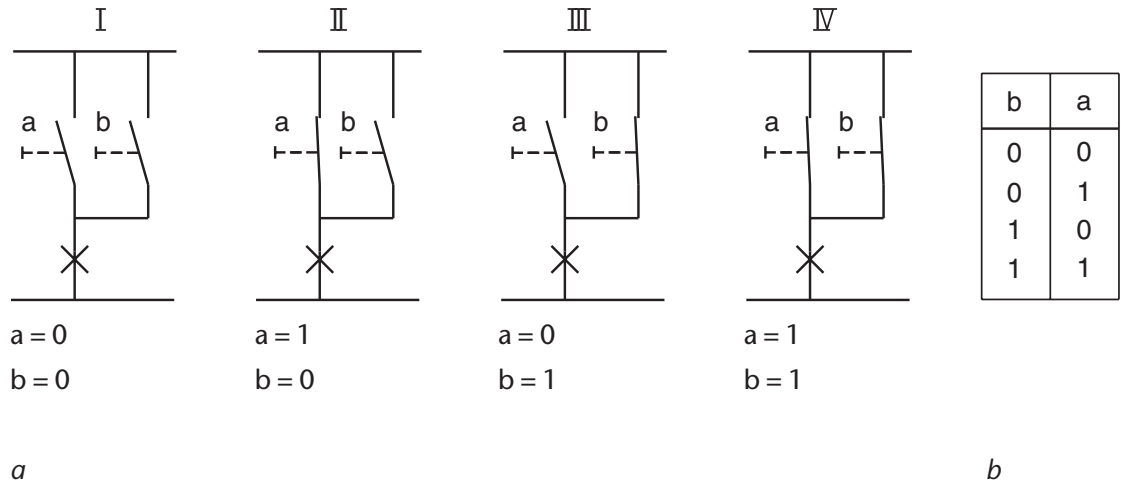 I II III IV
a b a b a b a b
a = 0 a = 1 a = 0 a = 1
b = 0 b = 0 b = 1 b = 1
b a
0 0
0 1
1 0
1 1
a b